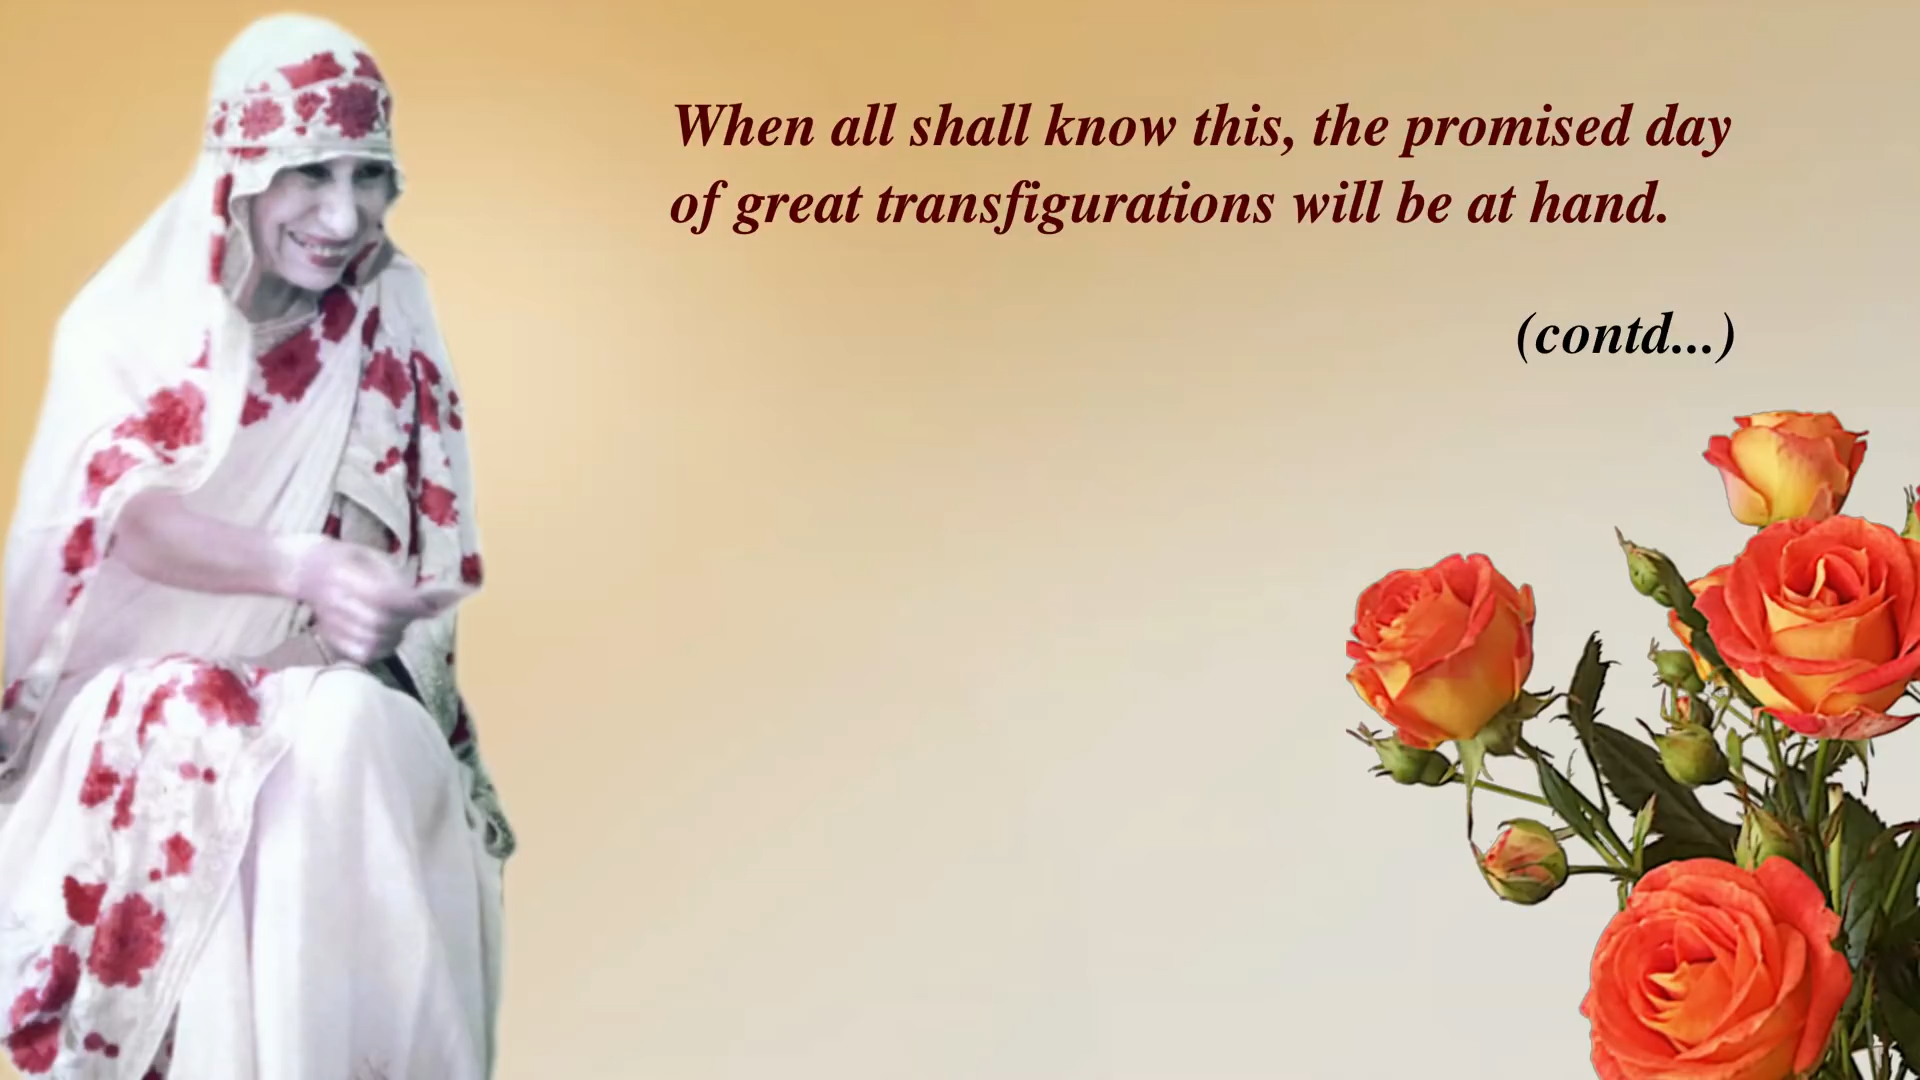 When all shall know this, the promised day
of great transfigurations will be at hand.
(contd...)